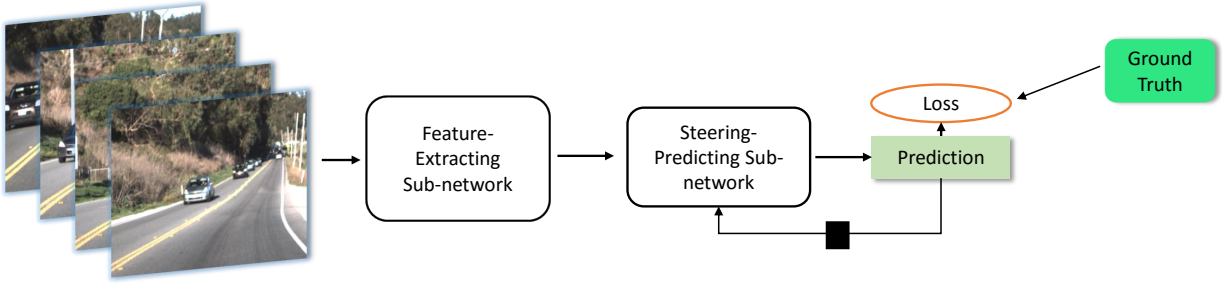 Feature-
Extracting
Sub-network
Steering-
Predicting Sub-
network
Loss
Prediction
Ground
Truth